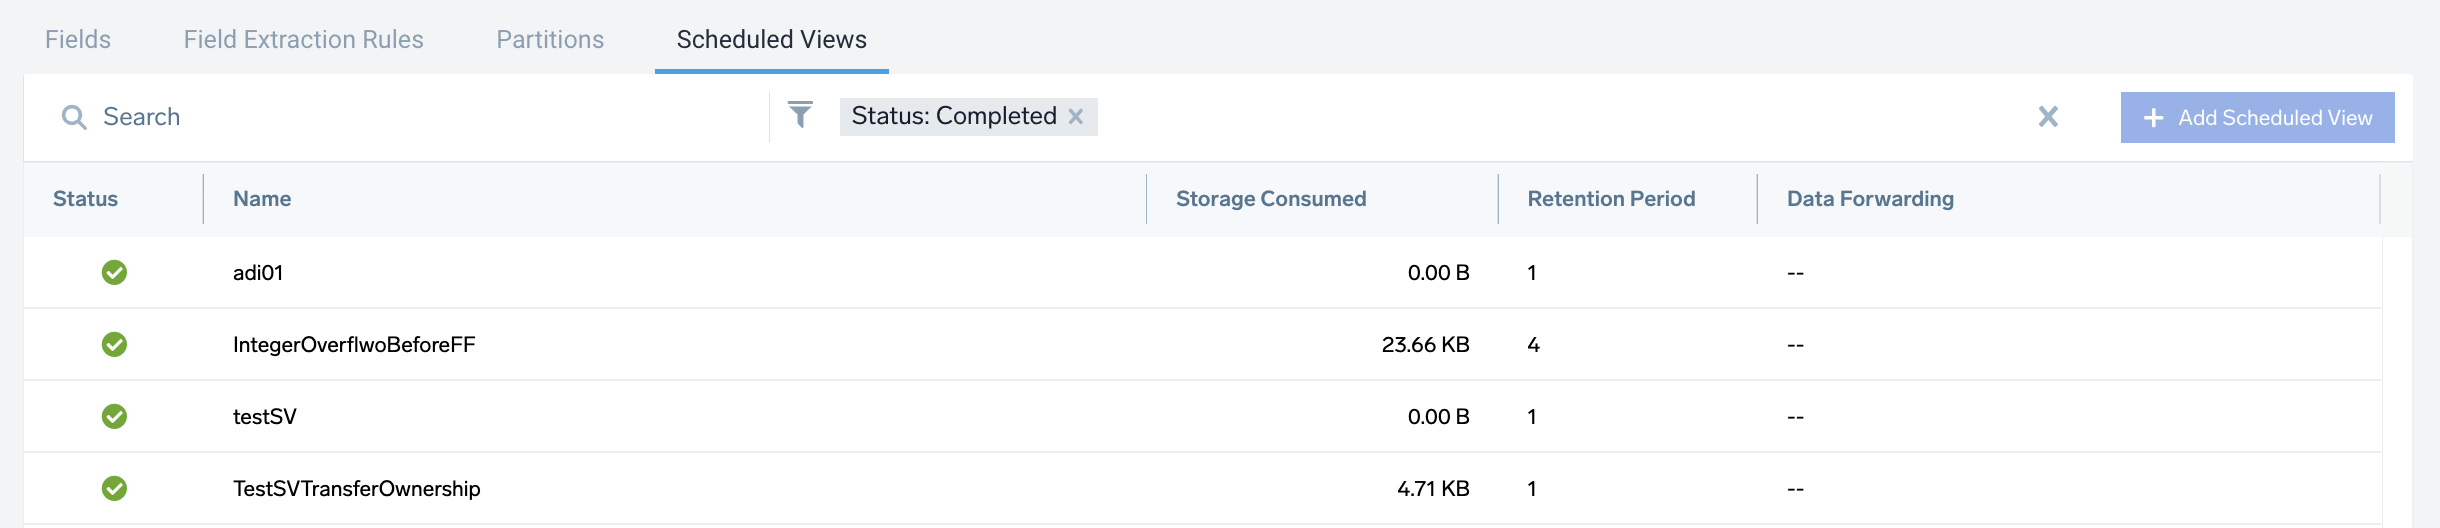 Fields Field Extraction Rules Partitions Scheduled Views
Search Status: Completed Add Scheduled View
Status Name Storage Consumed Retention Period Data Forwarding
adi01 0.00 B 1 --
IntegerOverflwoBeforeFF 23.66 KB 4 --
testSV 0.00 B 1 --
TestSVTransferOwnership 4.71 KB 1 --